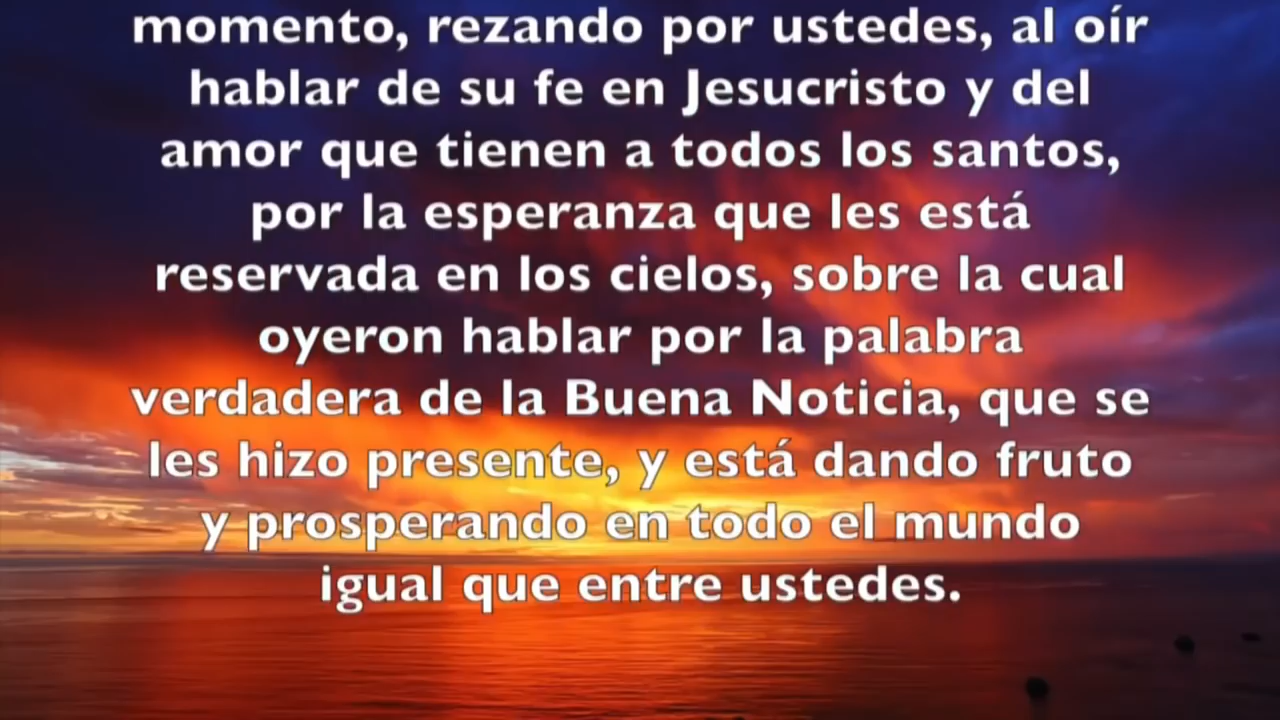 momento, rezando por ustedes, al oír
hablar de su fe en Jesucristo y del
amor que tienen a todos los santos,
por la esperanza que les está
reservada en los cielos, sobre la cual
oyeron hablar por la palabra
verdadera de la Buena Noticia, que se
les hizo presente, y está dando fruto
y prosperando en todo el mundo
igual que entre ustedes.